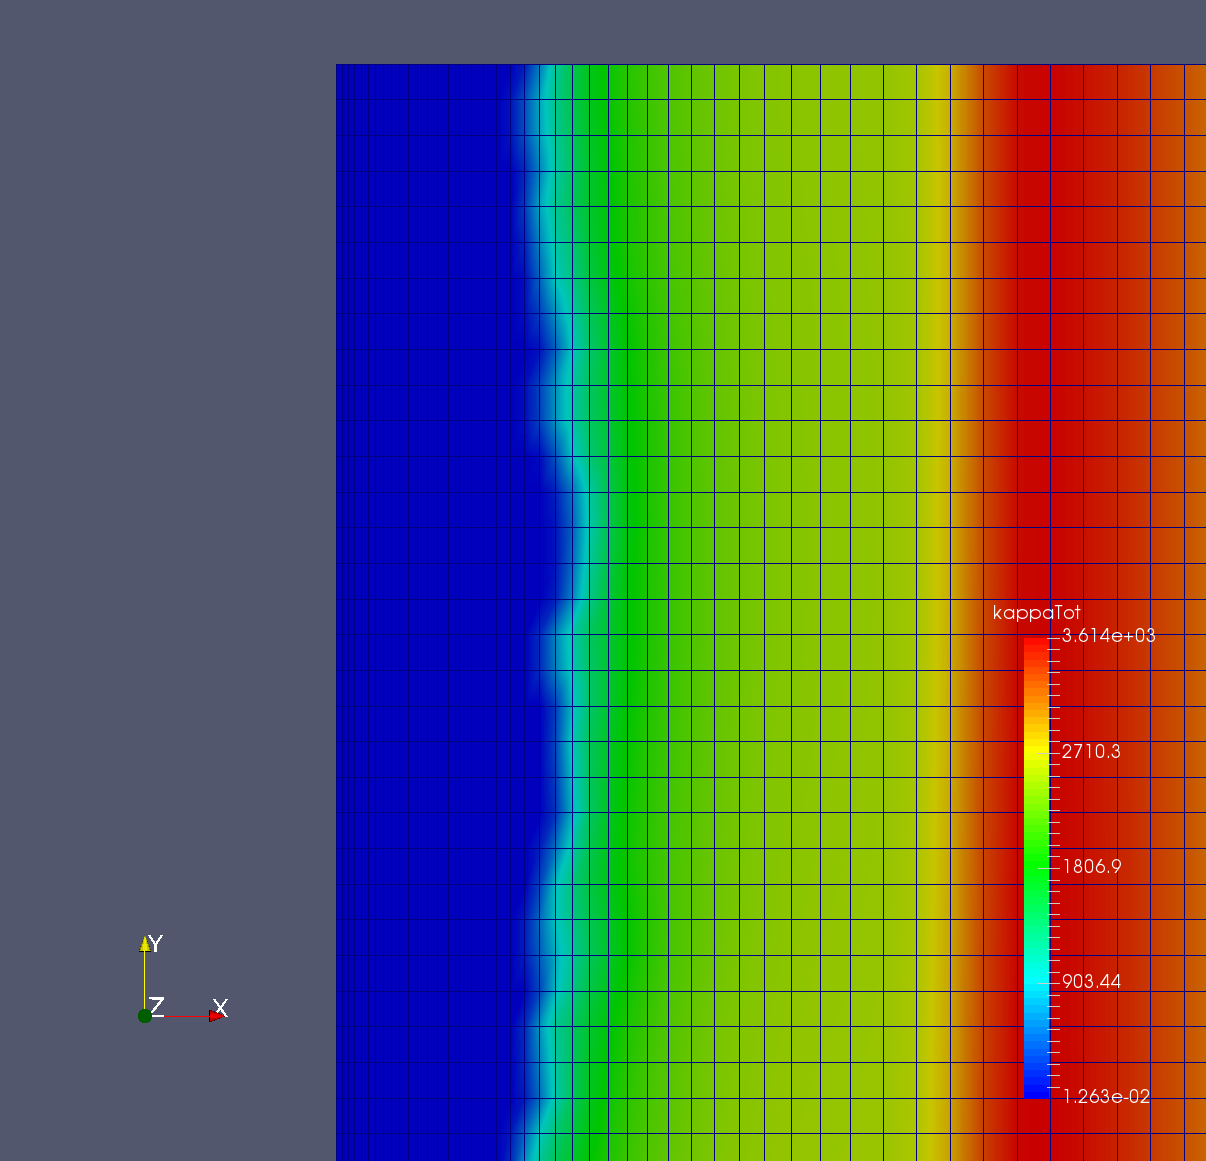 kappaTot
3.614e+03
2710.3
1806.9
903.44
1.263e-02
Y
Z
X